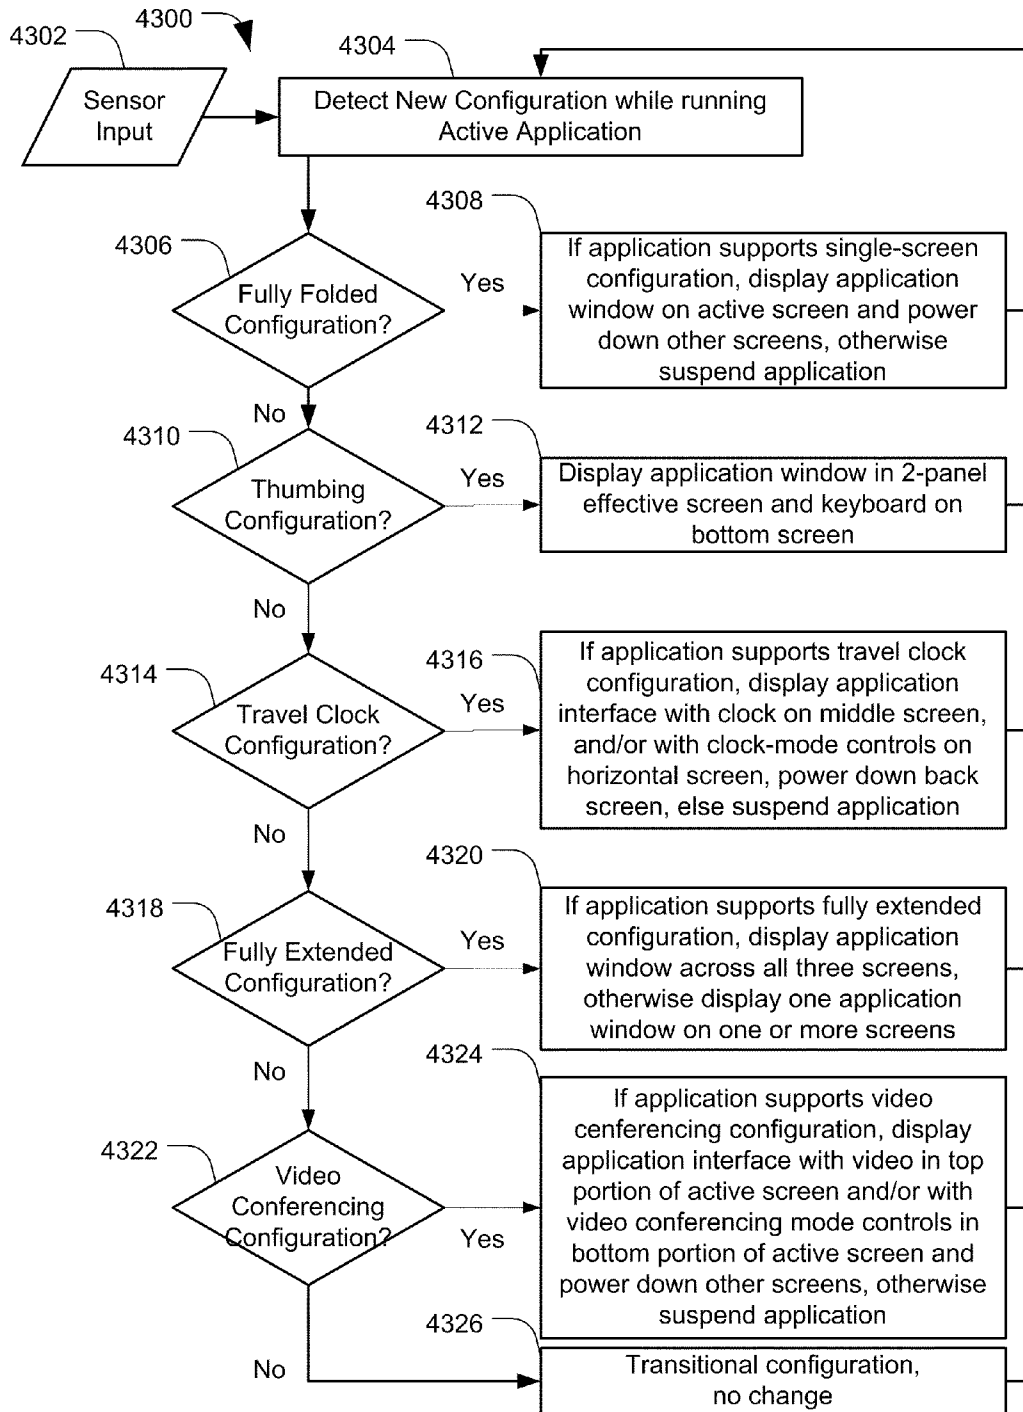 4300
4302
4304
Sensor
Input
Detect New Configuration while running
Active Application
4306
Fully Folded
Configuration?
Yes
No
4308
If application supports single-screen
configuration, display application
window on active screen and power
down other screens, otherwise
suspend application
4310
Thumbing
Configuration?
Yes
No
4312
Display application window in 2-panel
effective screen and keyboard on
bottom screen
4314
Travel Clock
Configuration?
Yes
No
4316
If application supports travel clock
configuration, display application
interface with clock on middle screen,
and/or with clock-mode controls on
horizontal screen, power down back
screen, else suspend application
4318
Fully Extended
Configuration?
Yes
No
4320
If application supports fully extended
configuration, display application
window across all three screens,
otherwise display one application
window on one or more screens
4322
Video
Conferencing
Configuration?
Yes
No
4324
If application supports video
cenferencing configuration, display
application interface with video in top
portion of active screen and/or with
video conferencing mode controls in
bottom portion of active screen and
power down other screens, otherwise
suspend application
4326
Transitional configuration,
no change